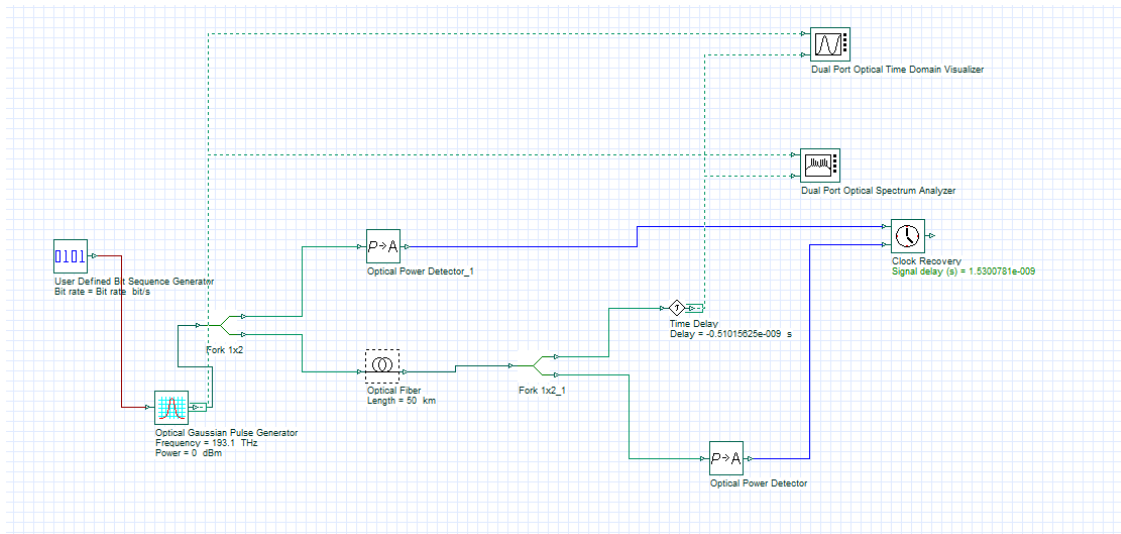 Dual Port Optical Time Domain Visualizer
Dual Port Optical Spectrum Analyzer
0101
User Defined Bit Sequence Generator
Bit rate = Bit rate bit/s
P→A
Optical Power Detector_1
Clock Recovery
Signal delay (s) = 1.5300781e-009
Time Delay
Delay = -0.51015625e-009 s
Fork 1x2
Optical Fiber
Length = 50 km
Fork 1x2_1
Optical Gaussian Pulse Generator
Frequency = 193.1 THz
Power = 0 dBm
P→A
Optical Power Detector